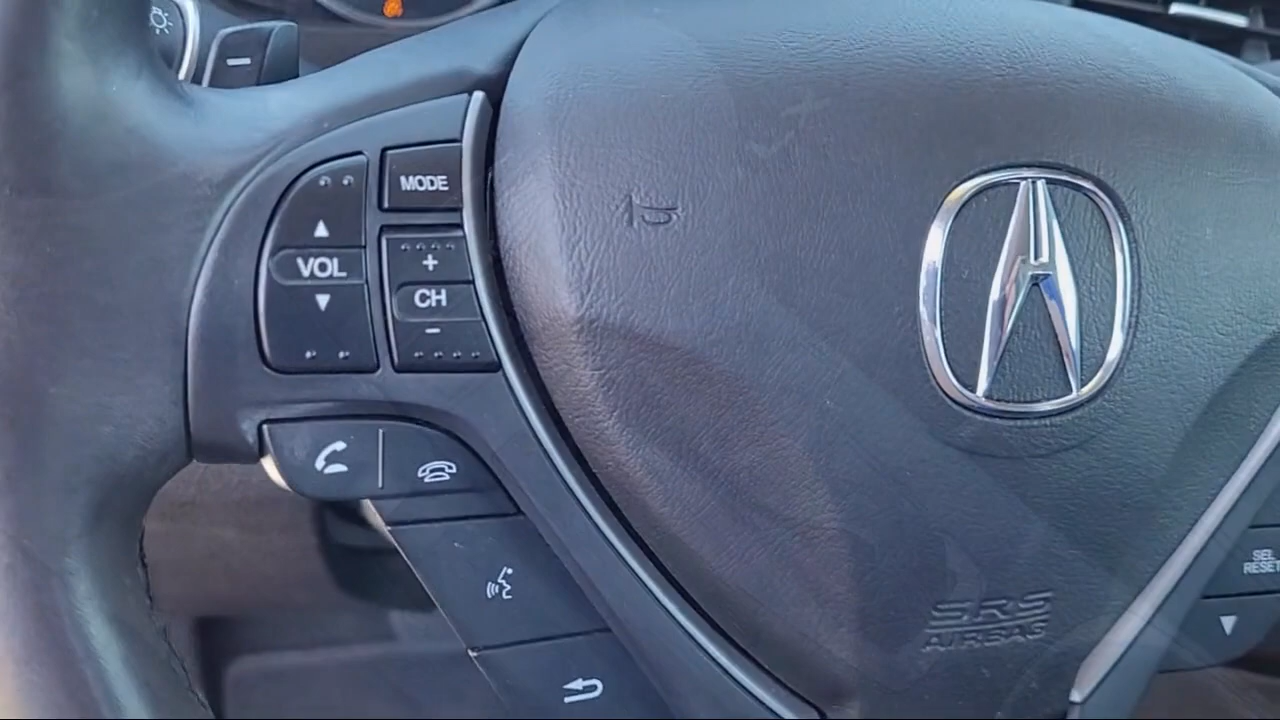 MODE
VOL
+
CH
-
SEL
RESET
SRS
AIRBAG